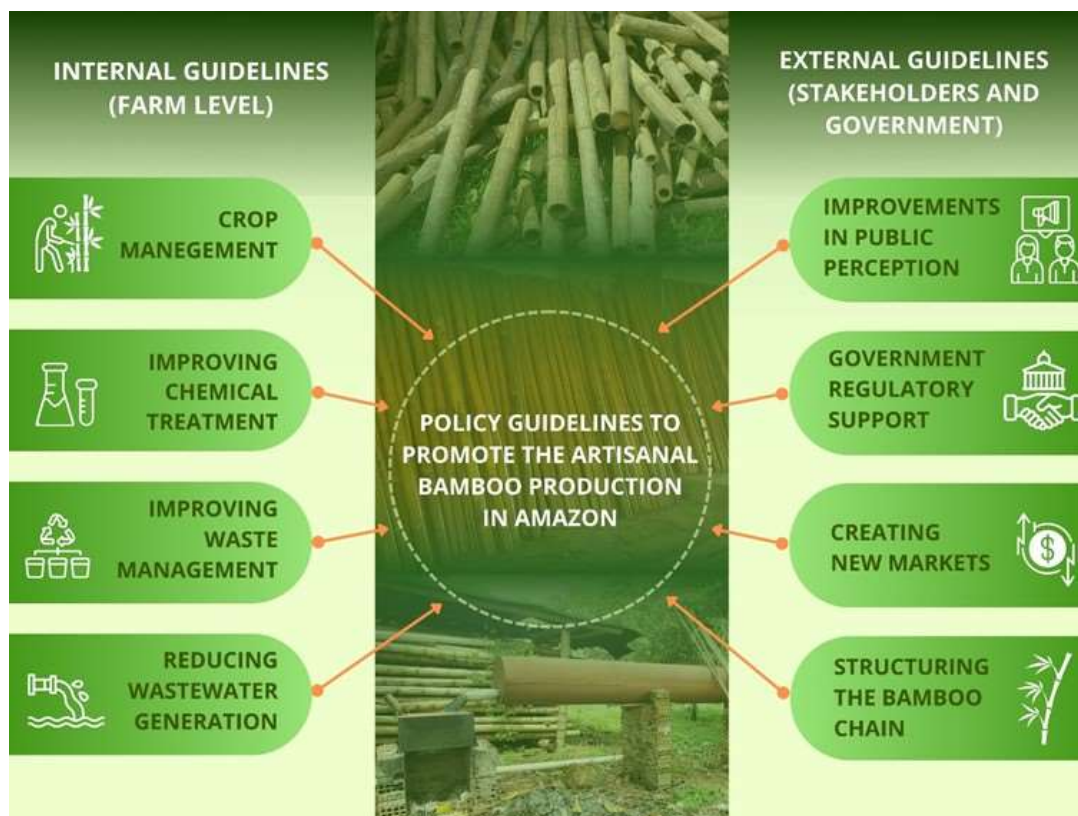 INTERNAL GUIDELINES
(FARM LEVEL)
CROP
MANEGEMENT
IMPROVING
CHEMICAL
TREATMENT
IMPROVING
WASTE
MANAGEMENT
REDUCING
WASTEWATER
GENERATION
POLICY GUIDELINES TO
PROMOTE THE ARTISANAL
BAMBOO PRODUCTION
IN AMAZON
EXTERNAL GUIDELINES
(STAKEHOLDERS AND
GOVERNMENT)
IMPROVEMENTS
IN PUBLIC
PERCEPTION
GOVERNMENT
REGULATORY
SUPPORT
CREATING
NEW MARKETS
STRUCTURING
THE BAMBOO
CHAIN